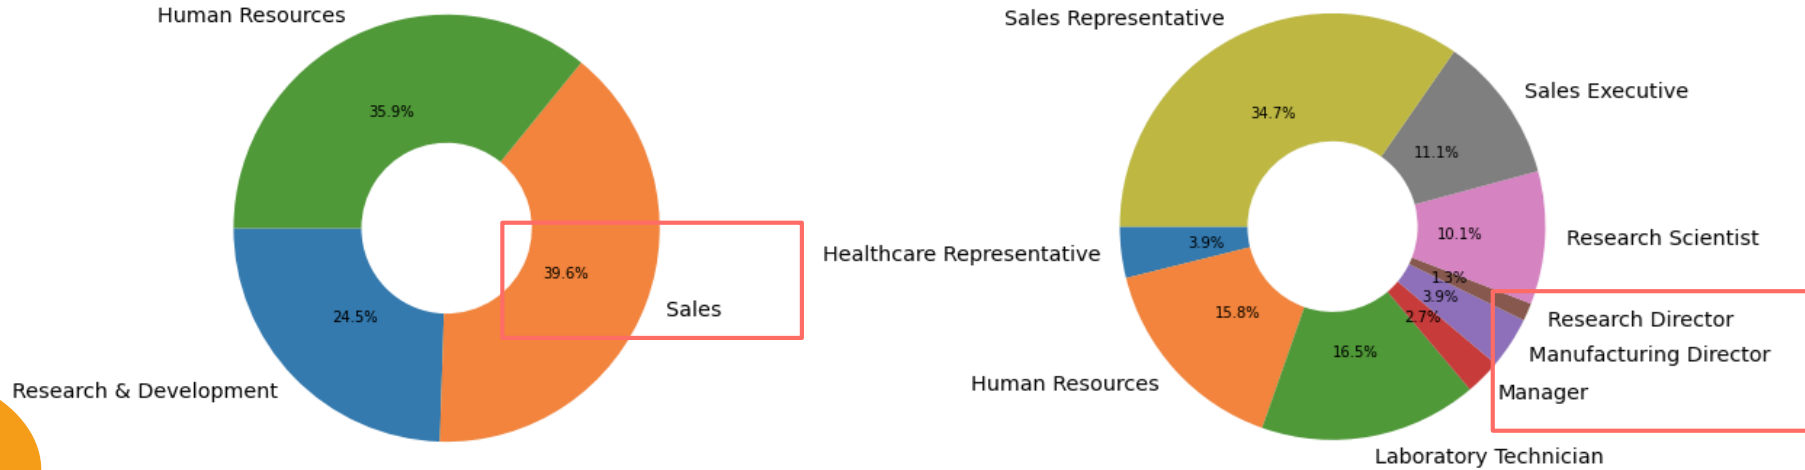 Human Resources
35.9%
39.6%
Sales
24.5%
Research & Development
Sales Representative
34.7%
Sales Executive
11.1%
Research Scientist
10.1%
Healthcare Representative
3.9%
1.3%
3.9%
2.7%
Research Director
Manufacturing Director
Manager
15.8%
Human Resources
16.5%
Laboratory Technician